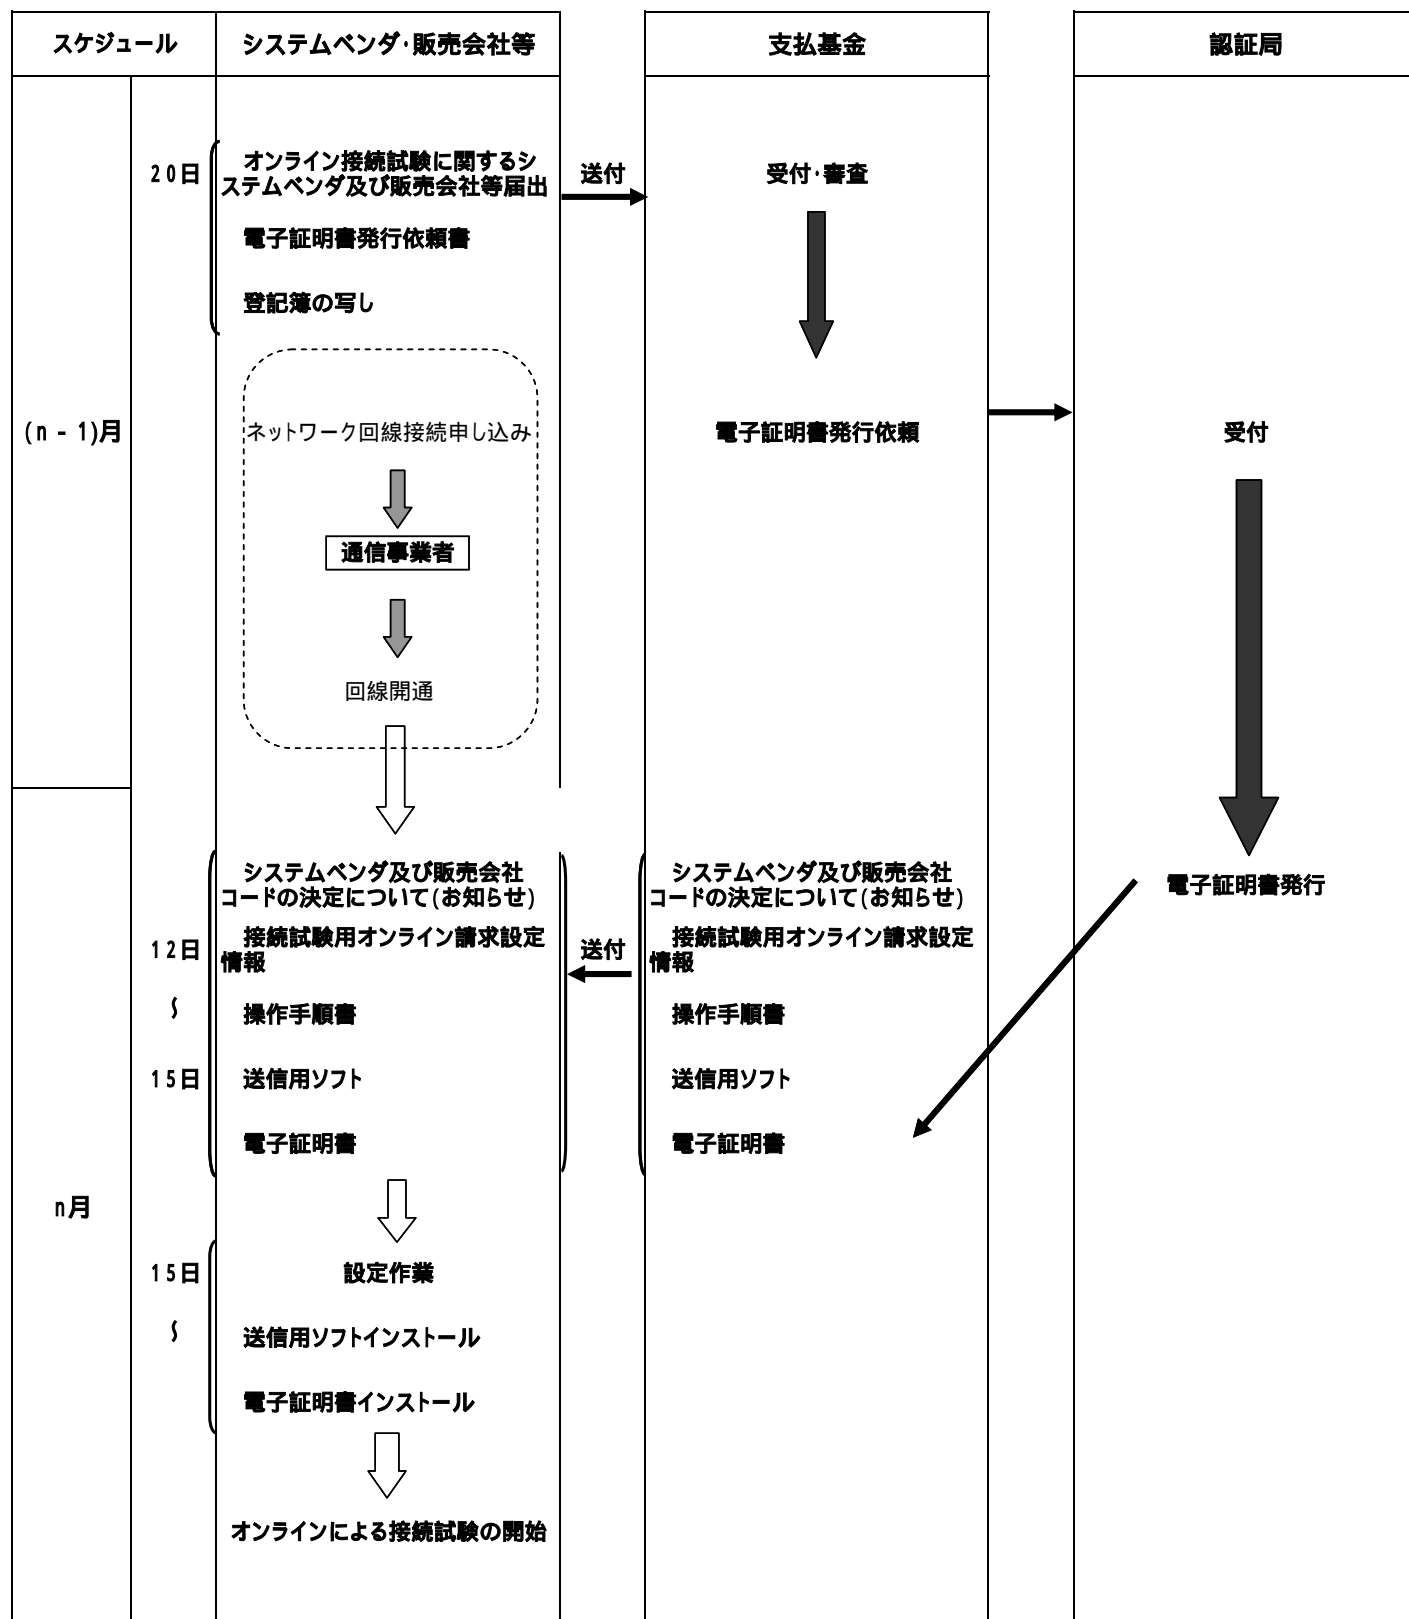 スケジュール
システムベンダ・販売会社等
支払基金
認証局
(n－1)月
20日
オンライン接続試験に関するシ
ステムベンダ及び販売会社等届出
電子証明書発行依頼書
登記簿の写し
送付
受付・審査
ネットワーク回線接続申し込み
通信事業者
回線開通
電子証明書発行依頼
受付
n月
12日
～
15日
システムベンダ及び販売会社
コードの決定について(お知らせ)
接続試験用オンライン請求設定
情報
操作手順書
送信用ソフト
電子証明書
送付
システムベンダ及び販売会社
コードの決定について(お知らせ)
接続試験用オンライン請求設定
情報
操作手順書
送信用ソフト
電子証明書
電子証明書発行
15日
～
設定作業
送信用ソフトインストール
電子証明書インストール
オンラインによる接続試験の開始